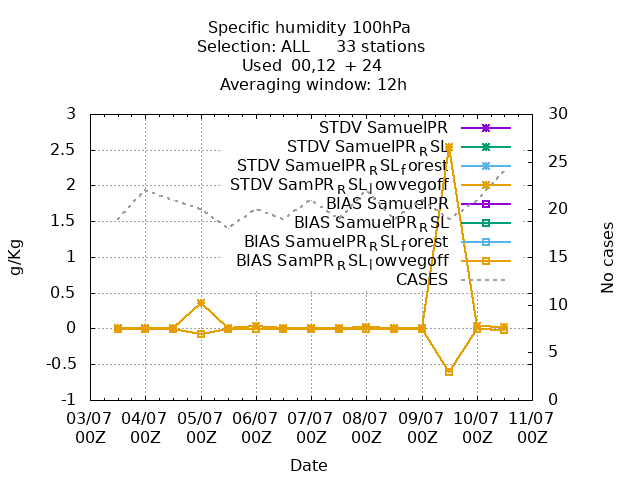 Specific humidity 100hPa
Selection: ALL     33 stations
Used  00,12  + 24
Averaging window: 12h
3
2.5
2
1.5
1
0.5
0
-0.5
-1
30
25
20
15
10
5
0
g/Kg
No cases
STDV SamuelPR
STDV SamuelPR_RSL
STDV SamuelPR_RSL_forest
STDV SamPR_RSL_lowvegoff
BIAS SamuelPR
BIAS SamuelPR_RSL
BIAS SamuelPR_RSL_forest
BIAS SamPR_RSL_lowvegoff
CASES
03/07 04/07 05/07 06/07 07/07 08/07 09/07 10/07 11/07
00Z 00Z 00Z 00Z 00Z 00Z 00Z 00Z 00Z
Date